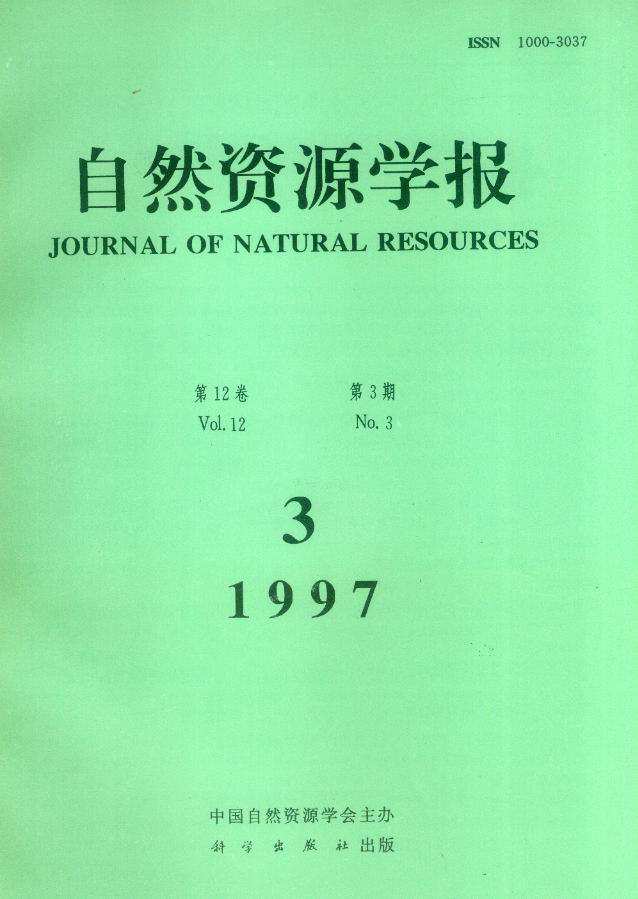 ISSN 1000-3037
自然资源学报
JOURNAL OF NATURAL RESOURCES
第12卷 第3期
Vol.12 No.3
3
1997
中国自然资源学会主办
科学出版社出版